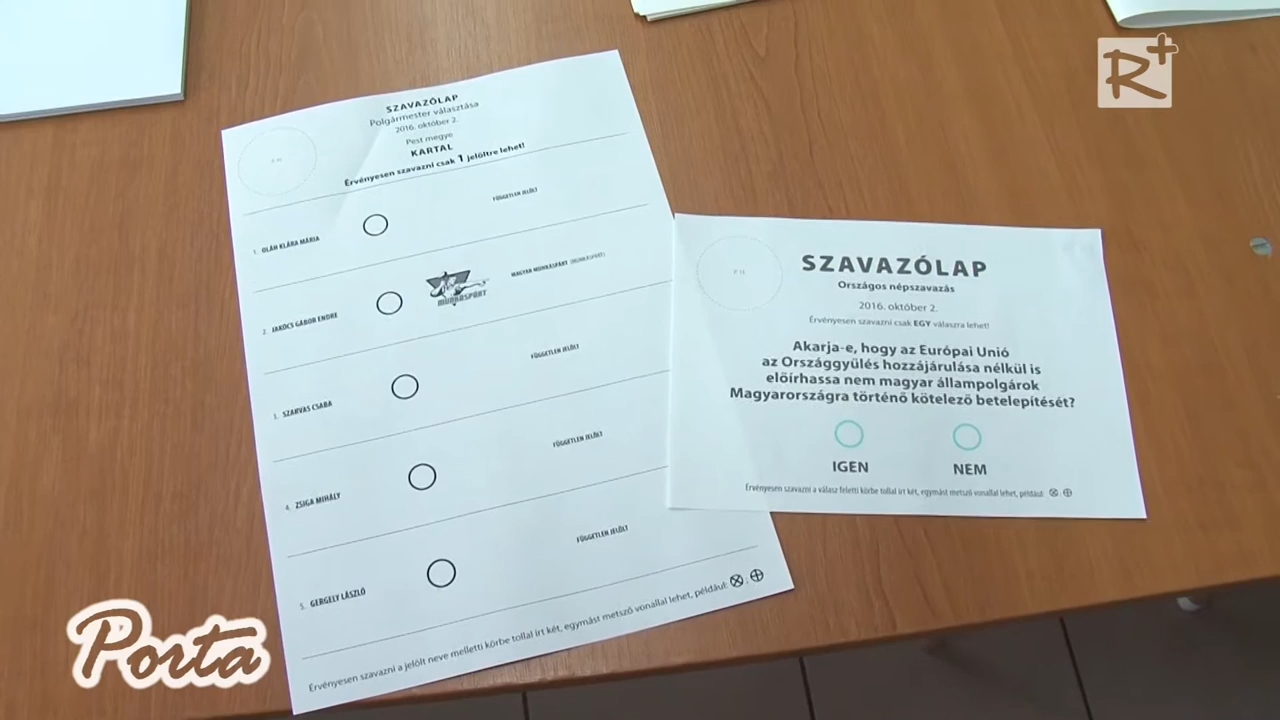 R+
SZAVAZÓLAP
Polgármester választása
2016. október 2.
Pest megye
KARTAL
Érvényesen szavazni csak 1 jelöltre lehet!
P. H.
1. OLÁH KLÁRA MÁRIA
FÜGGETLEN JELÖLT
2. JAKÓCS GÁBOR ENDRE
MUNKÁSPÁRT
MAGYAR MUNKÁSPÁRT (MUNKÁSPÁRT)
3. SZARVAS CSABA
FÜGGETLEN JELÖLT
4. ZSIGA MIHÁLY
FÜGGETLEN JELÖLT
5. GERGELY LÁSZLÓ
FÜGGETLEN JELÖLT
Érvényesen szavazni a jelölt neve melletti körbe tollal írt két, egymást metsző vonallal lehet, például:
P. H.
SZAVAZÓLAP
Országos népszavazás
2016. október 2.
Érvényesen szavazni csak EGY válaszra lehet!
Akarja-e, hogy az Európai Unió
az Országgyűlés hozzájárulása nélkül is
előírhassa nem magyar állampolgárok
Magyarországra történő kötelező betelepítését?
IGEN NEM
Érvényesen szavazni a válasz feletti körbe tollal írt két, egymást metsző vonallal lehet, például:
Porta